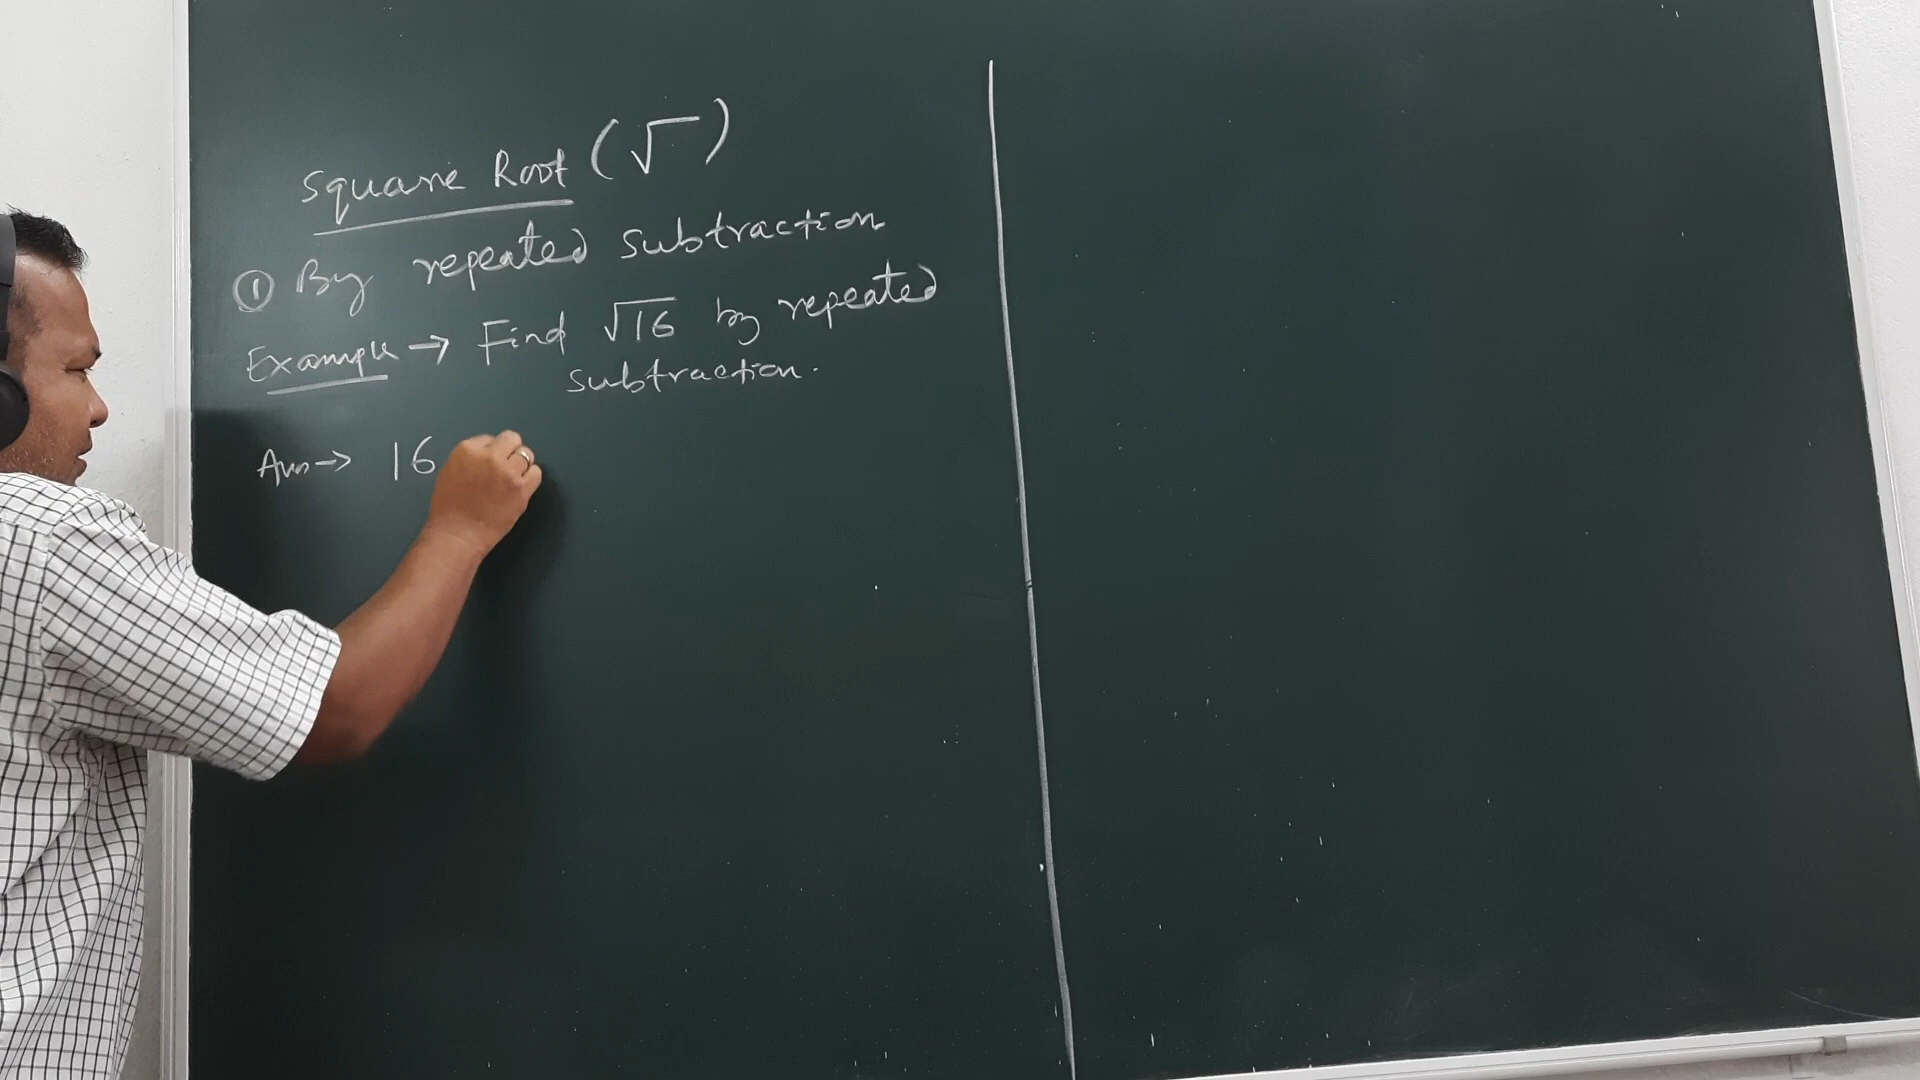 Square Root (√ )
① By repeated subtraction
Example → Find √16 by repeated
subtraction.
Ans → 16